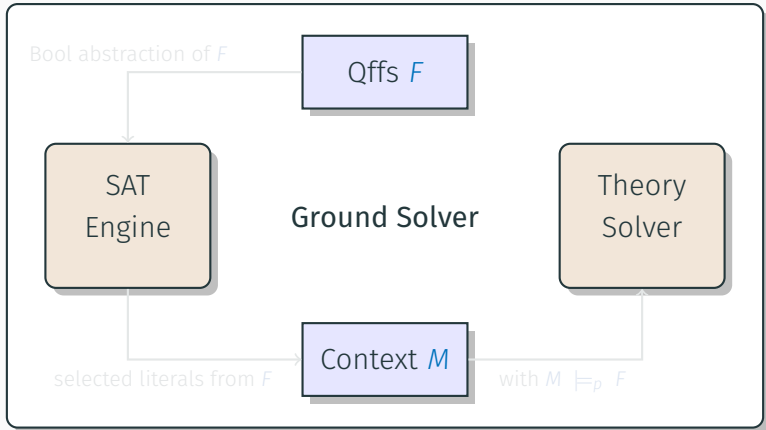 Bool abstraction of F
Qffs F
SAT
Engine
Ground Solver
Theory
Solver
Context M
selected literals from F
with M ⊨p F